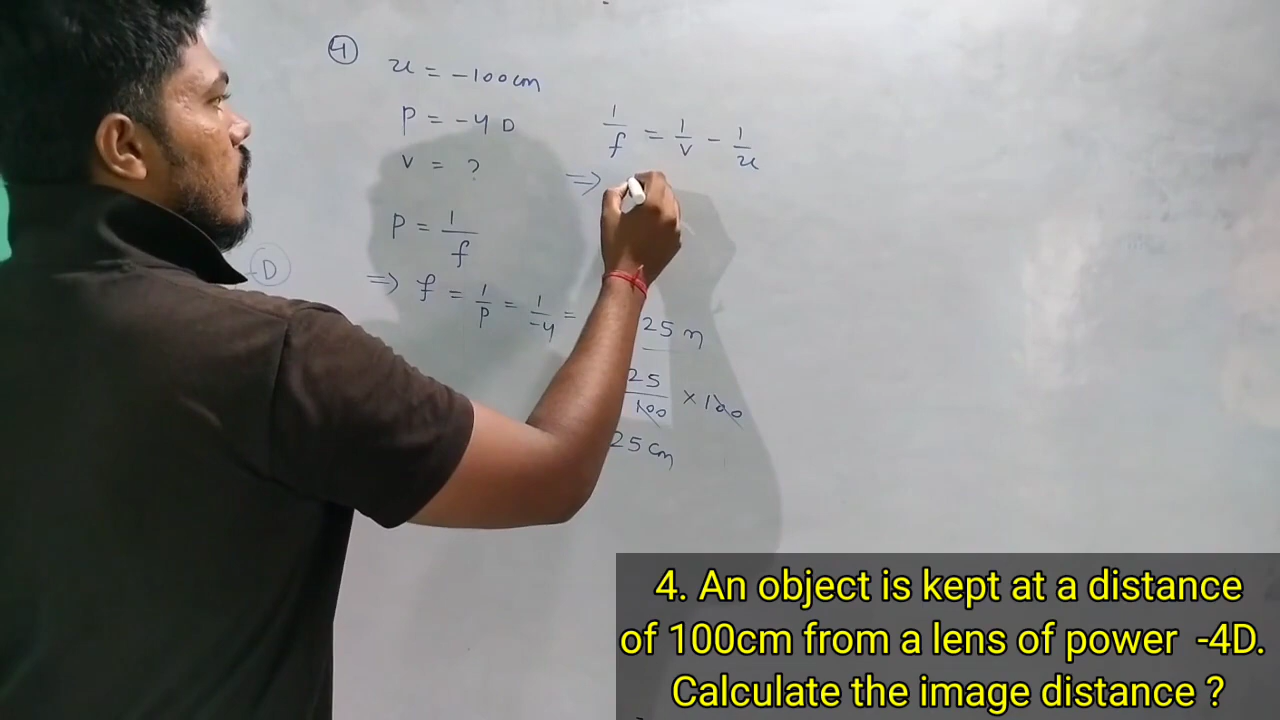 4
u = -100cm
P = -4 D
v = ?
P = 1/f
⇒ f = 1/P = 1/-4 =
25 m
25/100 × 100
25 cm
1/f = 1/v - 1/u
⇒
D
4. An object is kept at a distance
of 100cm from a lens of power -4D.
Calculate the image distance ?